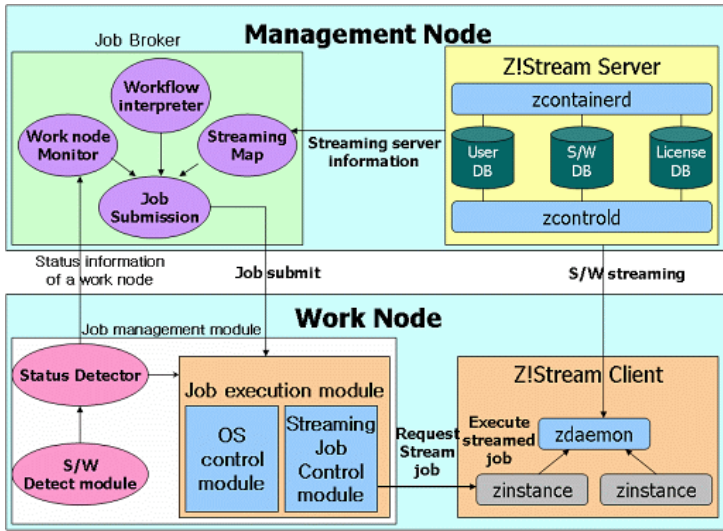 Management Node
Job Broker
Workflow
interpreter
Work node
Monitor
Streaming
Map
Job
Submission
Streaming server
information
Z!Stream Server
zcontainerd
User
DB
S/W
DB
License
DB
zcontrold
Status information
of a work node
Job submit
S/W streaming
Work Node
Job management module
Status Detector
S/W
Detect module
Job execution module
OS
control
module
Streaming
Job
Control
module
Request
Stream
job
Execute
streamed
job
Z!Stream Client
zdaemon
zinstance
zinstance